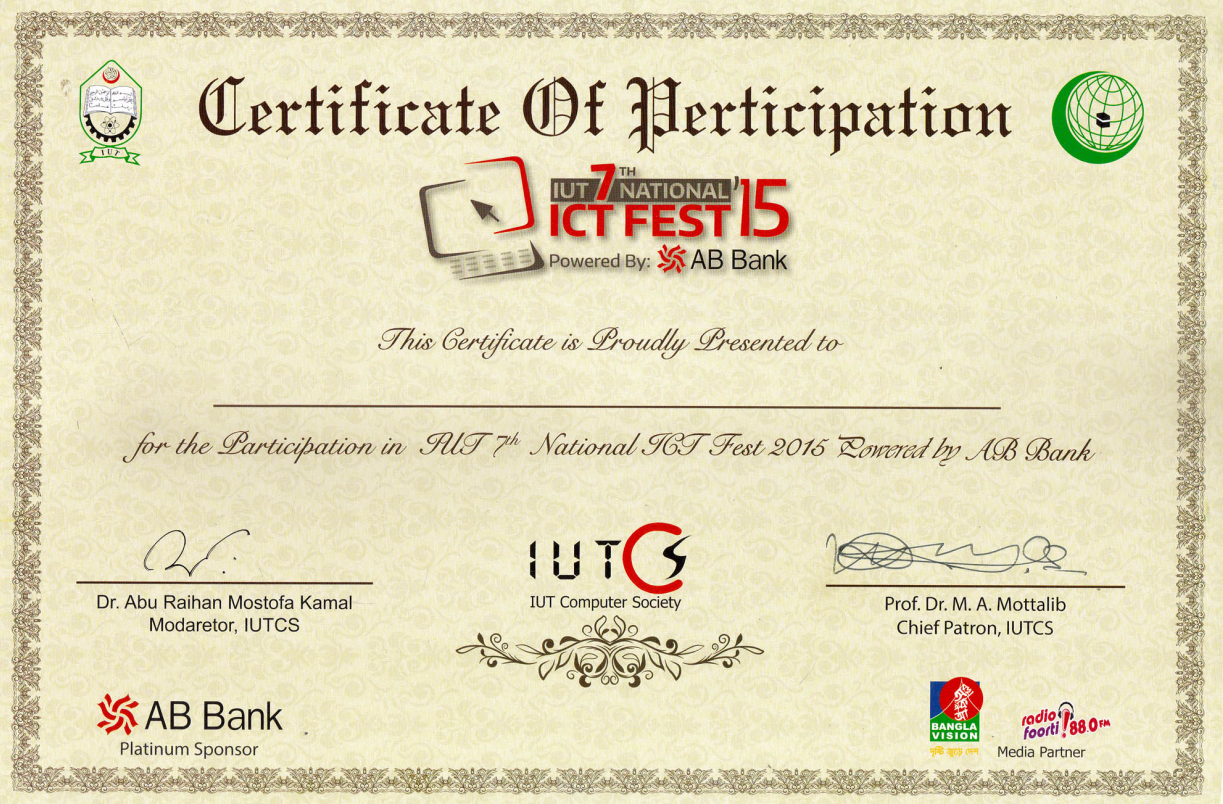 Certificate Of Perticipation
IUT
IUT 7TH NATIONAL '15
ICT FEST
Powered By: AB Bank
This Certificate is Proudly Presented to
for the Participation in IUT 7th National ICT Fest 2015 Powered by AB Bank
IUTCS
IUT Computer Society
Dr. Abu Raihan Mostofa Kamal
Modaretor, IUTCS
Prof. Dr. M. A. Mottalib
Chief Patron, IUTCS
AB Bank
Platinum Sponsor
BANGLA
VISION
দৃষ্টি জুড়ে দেশ
radio
foorti 88.0 FM
Media Partner